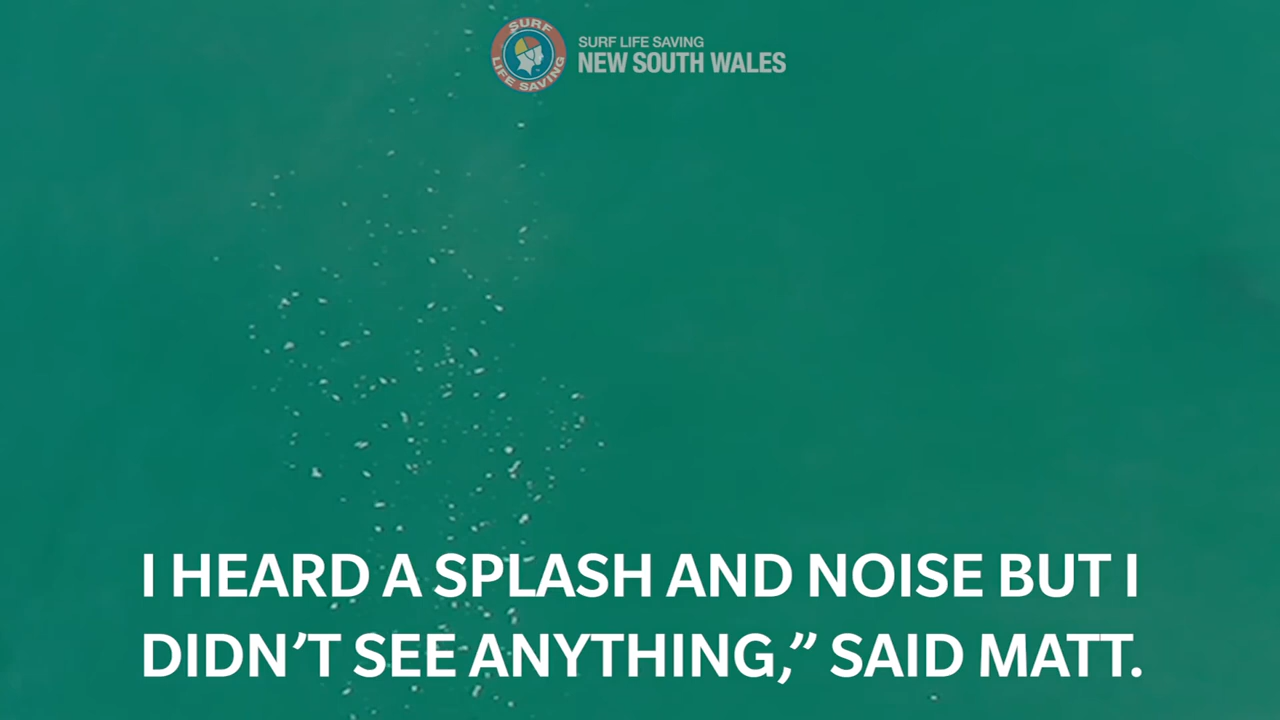 SURF
LIFE SAVING
SURF LIFE SAVING
NEW SOUTH WALES
I HEARD A SPLASH AND NOISE BUT I
DIDN’T SEE ANYTHING,” SAID MATT.